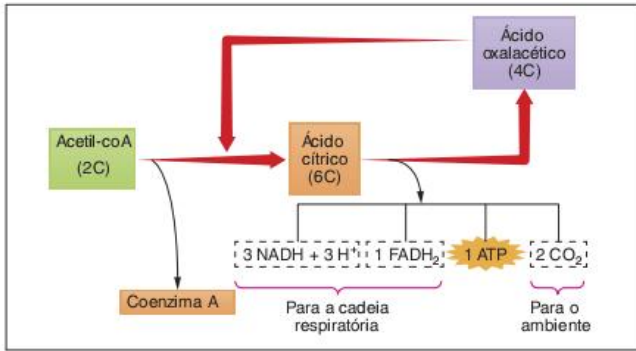 Ácido
oxalacético
(4C)
Acetil-coA
(2C)
Ácido
cítrico
(6C)
3 NADH + 3 H⁺
1 FADH₂
1 ATP
2 CO₂
Coenzima A
Para a cadeia
respiratória
Para o
ambiente